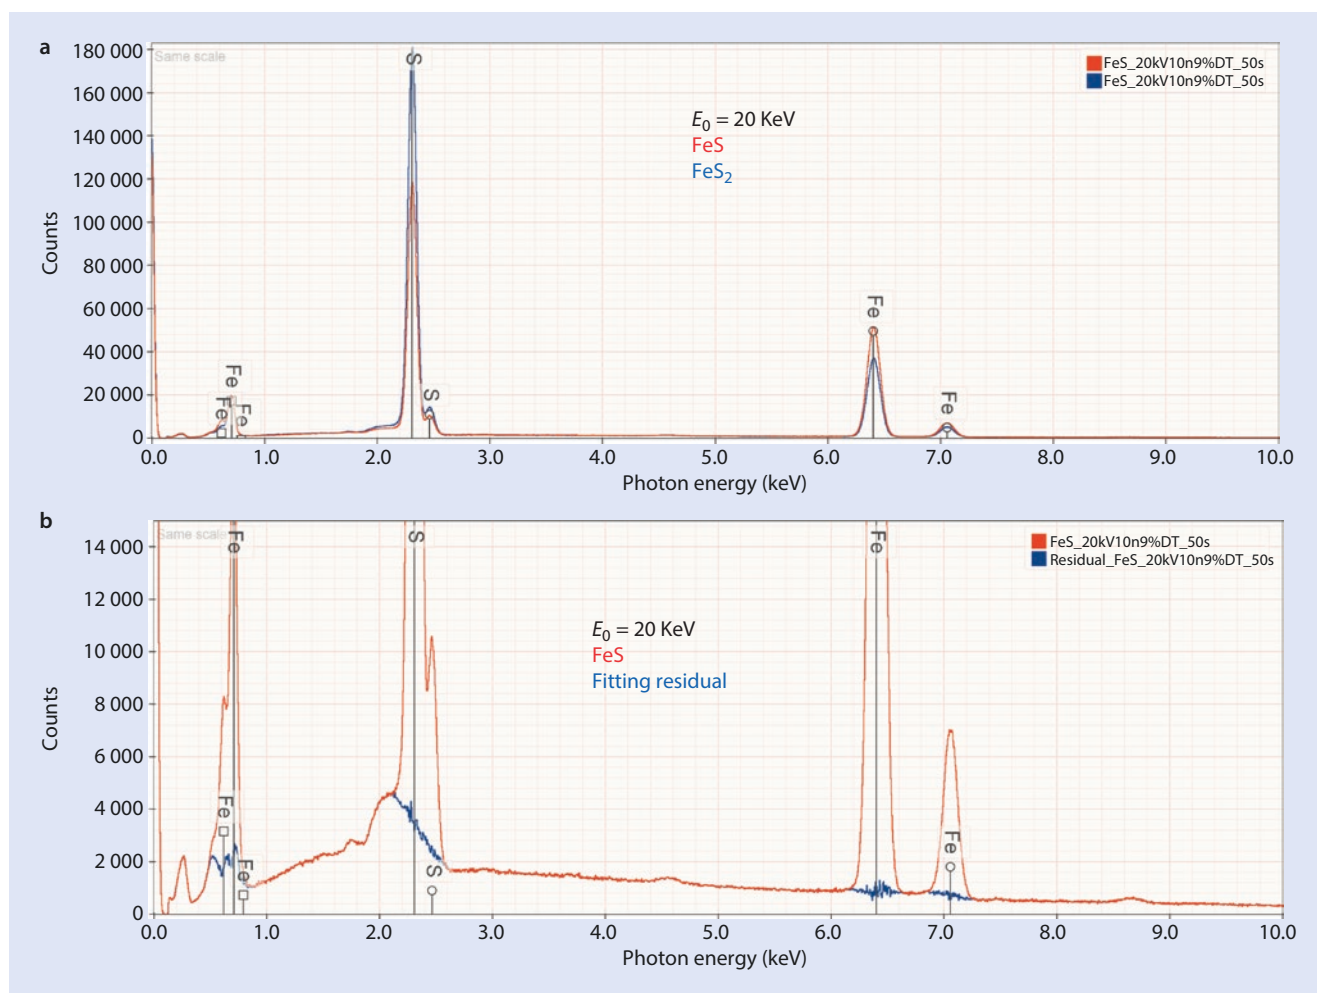 a
180 000
160 000
140 000
120 000
100 000
80 000
60 000
40 000
20 000
0
Counts
Same scale
S
FeS_20kV10n9%DT_50s
FeS_20kV10n9%DT_50s
E0 = 20 KeV
FeS
FeS2
Fe
Fe
Fe
S
Fe
Fe
0.0 1.0 2.0 3.0 4.0 5.0 6.0 7.0 8.0 9.0 10.0
Photon energy (keV)
b
14 000
12 000
10 000
8 000
6 000
4 000
2 000
0
Counts
Same scale
Fe
S
Fe
FeS_20kV10n9%DT_50s
Residual_FeS_20kV10n9%DT_50s
E0 = 20 KeV
FeS
Fitting residual
Fe
Fe
S
Fe
0.0 1.0 2.0 3.0 4.0 5.0 6.0 7.0 8.0 9.0 10.0
Photon energy (keV)